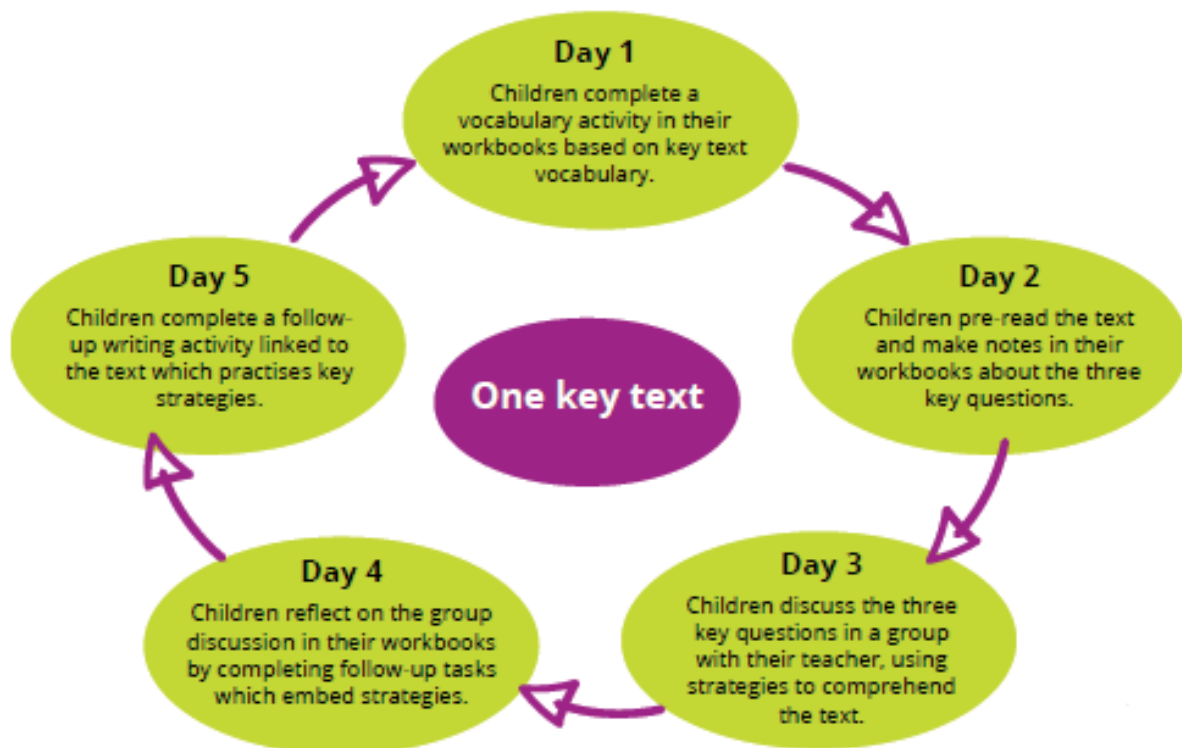 Day 1
Children complete a
vocabulary activity in their
workbooks based on key text
vocabulary.
Day 2
Children pre-read the text
and make notes in their
workbooks about the three
key questions.
Day 3
Children discuss the three
key questions in a group
with their teacher, using
strategies to comprehend
the text.
Day 4
Children reflect on the group
discussion in their workbooks
by completing follow-up tasks
which embed strategies.
Day 5
Children complete a follow-
up writing activity linked to
the text which practises key
strategies.
One key text